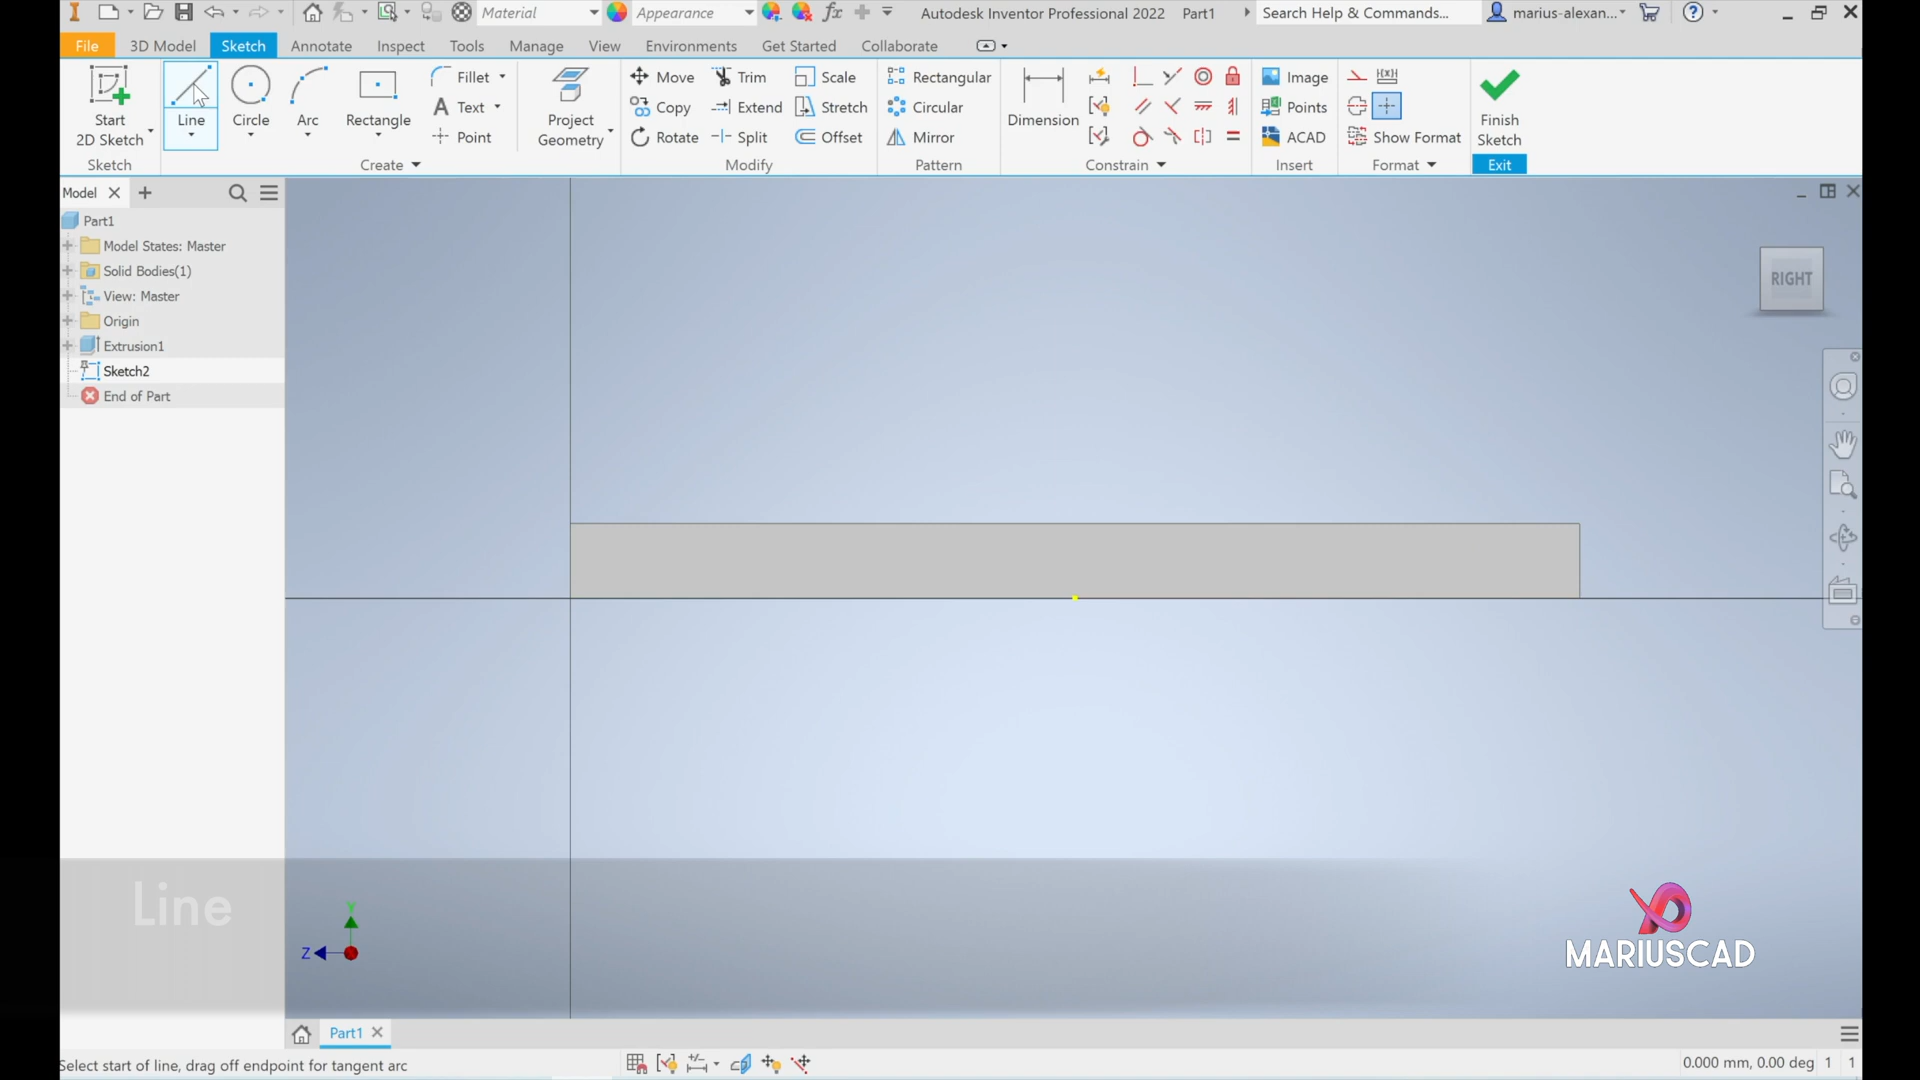 Material
Appearance
fx
Autodesk Inventor Professional 2022 Part1
Search Help & Commands...
marius-alexan...
File
3D Model
Sketch
Annotate
Inspect
Tools
Manage
View
Environments
Get Started
Collaborate
Start
2D Sketch
Line
Circle
Arc
Rectangle
Fillet
Text
Point
Project
Geometry
Move
Copy
Rotate
Trim
Extend
Split
Scale
Stretch
Offset
Rectangular
Circular
Mirror
Dimension
Image
Points
ACAD
Show Format
Finish
Sketch
Sketch
Create
Modify
Pattern
Constrain
Insert
Format
Exit
Model
Part1
Model States: Master
Solid Bodies(1)
View: Master
Origin
Extrusion1
Sketch2
End of Part
RIGHT
Line
Y
Z
MARIUSCAD
Part1
Select start of line, drag off endpoint for tangent arc
0.000 mm, 0.00 deg 1 1